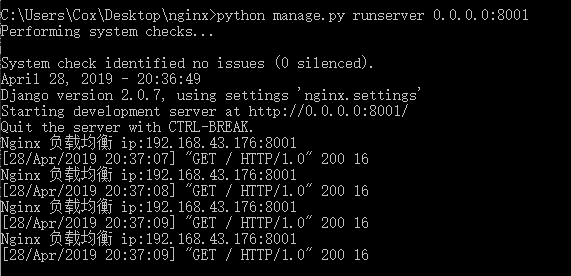 C:\Users\Cox\Desktop\nginx>python manage.py runserver 0.0.0.0:8001
Performing system checks...
System check identified no issues (0 silenced).
April 28, 2019 - 20:36:49
Django version 2.0.7, using settings 'nginx.settings'
Starting development server at http://0.0.0.0:8001/
Quit the server with CTRL-BREAK.
Nginx 负载均衡 ip:192.168.43.176:8001
[28/Apr/2019 20:37:07] "GET / HTTP/1.0" 200 16
Nginx 负载均衡 ip:192.168.43.176:8001
[28/Apr/2019 20:37:08] "GET / HTTP/1.0" 200 16
Nginx 负载均衡 ip:192.168.43.176:8001
[28/Apr/2019 20:37:09] "GET / HTTP/1.0" 200 16
Nginx 负载均衡 ip:192.168.43.176:8001
[28/Apr/2019 20:37:09] "GET / HTTP/1.0" 200 16